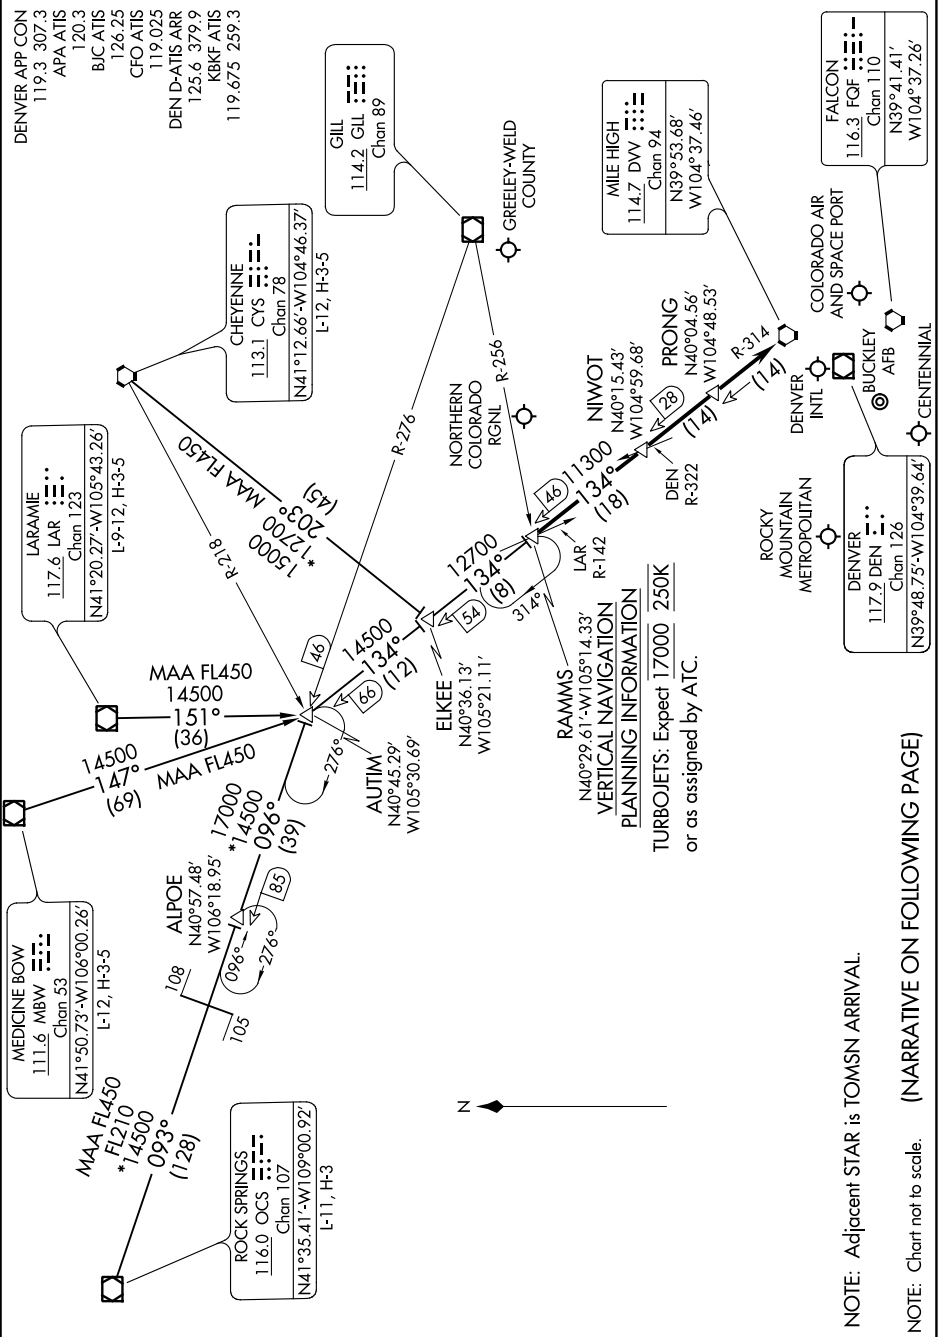 DENVER APP CON
119.3 307.3
APA ATIS
120.3
BJC ATIS
126.25
CFO ATIS
119.025
DEN D-ATIS ARR
125.6 379.9
KBKF ATIS
119.675 259.3
MEDICINE BOW
111.6 MBW
Chan 53
N41°50.73'-W106°00.26'
L-12, H-3-5
LARAMIE
117.6 LAR
Chan 123
N41°20.27'-W105°43.26'
L-9-12, H-3-5
CHEYENNE
113.1 CYS
Chan 78
N41°12.66'-W104°46.37'
L-12, H-3-5
GILL
114.2 GLL
Chan 89
GREELEY-WELD
COUNTY
ROCK SPRINGS
116.0 OCS
Chan 107
N41°35.41'-W109°00.92'
L-11, H-3
MAA FL450
FL210
*14500
093°
(128)
108
105
ALPOE
N40°57.48'
W106°18.95'
85
096°
276°
17000
*14500
096°
(39)
14500
147°
(69)
MAA FL450
MAA FL450
14500
151°
(36)
R-218
MAA FL450
15000
*12700
203°
(45)
R-276
R-256
46
276°
AUTIM
N40°45.29'
W105°30.69'
66
14500
134°
(12)
ELKEE
N40°36.13'
W105°21.11'
54
12700
134°
(8)
314°
RAMMS
N40°29.61'-W105°14.33'
46
LAR
R-142
11300
134°
(18)
NORTHERN
COLORADO
RGNL
NIWOT
N40°15.43'
W104°59.68'
28
DEN
R-322
(14)
PRONG
N40°04.56'
W104°48.53'
R-314
(14)
MILE HIGH
114.7 DVV
Chan 94
N39°53.68'
W104°37.46'
FALCON
116.3 FQF
Chan 110
N39°41.41'
W104°37.26'
COLORADO AIR
AND SPACE PORT
DENVER
INTL
BUCKLEY
AFB
CENTENNIAL
ROCKY
MOUNTAIN
METROPOLITAN
DENVER
117.9 DEN
Chan 126
N39°48.75'-W104°39.64'
VERTICAL NAVIGATION
PLANNING INFORMATION
TURBOJETS: Expect 17000 250K
or as assigned by ATC.
N
NOTE: Adjacent STAR is TOMSN ARRIVAL.
NOTE: Chart not to scale.
(NARRATIVE ON FOLLOWING PAGE)